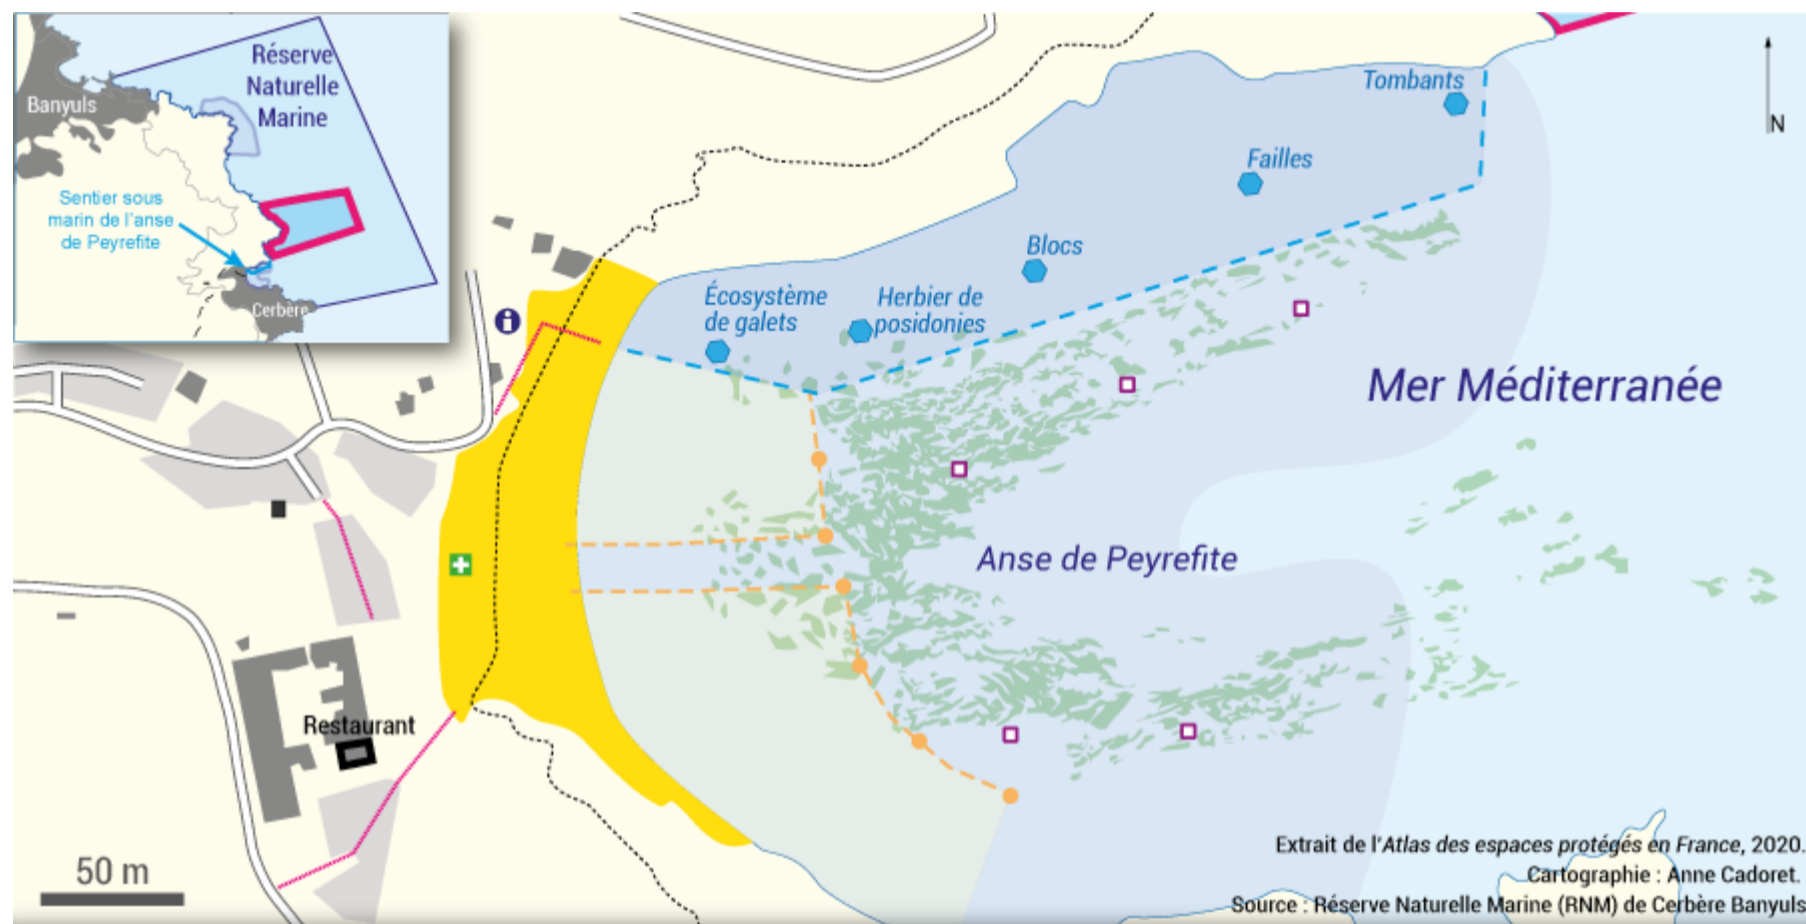 Réserve
Naturelle
Marine
Banyuls
Sentier sous
marin de l'anse
de Peyrefite
Cerbère
Tombants
N
Failles
Blocs
Écosystème
de galets
Herbier de
posidonies
i
Mer Méditerranée
Anse de Peyrefite
Restaurant
50 m
Extrait de l'Atlas des espaces protégés en France, 2020.
Cartographie : Anne Cadoret.
Source : Réserve Naturelle Marine (RNM) de Cerbère Banyuls